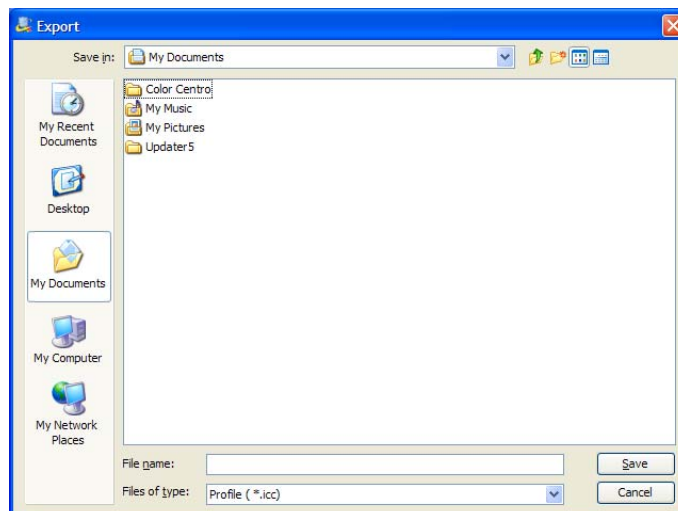 Export
Save in:
My Documents
My Recent
Documents
Desktop
My Documents
My Computer
My Network
Places
Color Centro
My Music
My Pictures
Updater5
File name:
Save
Files of type:
Profile ( *.icc)
Cancel